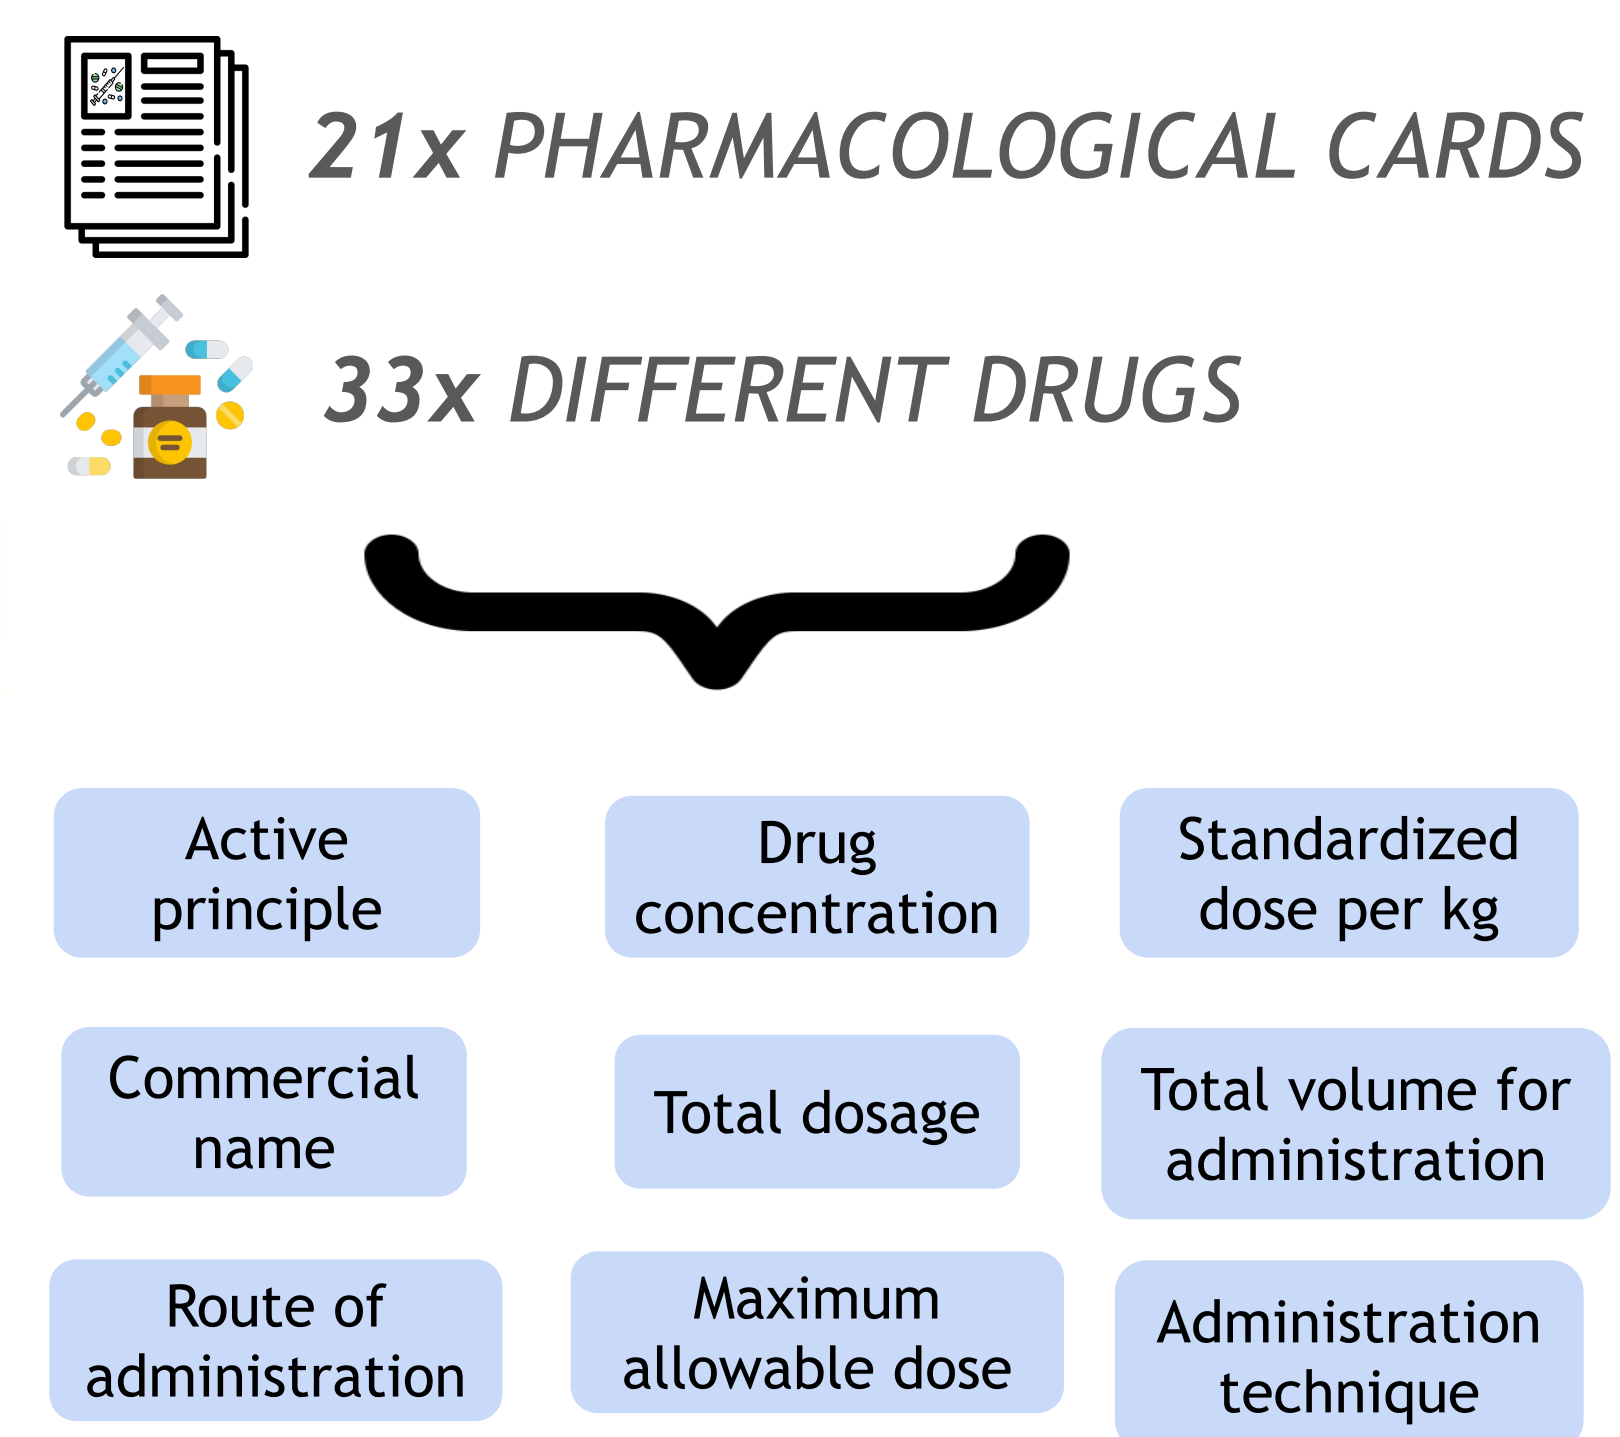 21x PHARMACOLOGICAL CARDS
33x DIFFERENT DRUGS
Active
principle
Drug
concentration
Standardized
dose per kg
Commercial
name
Total dosage
Total volume for
administration
Route of
administration
Maximum
allowable dose
Administration
technique